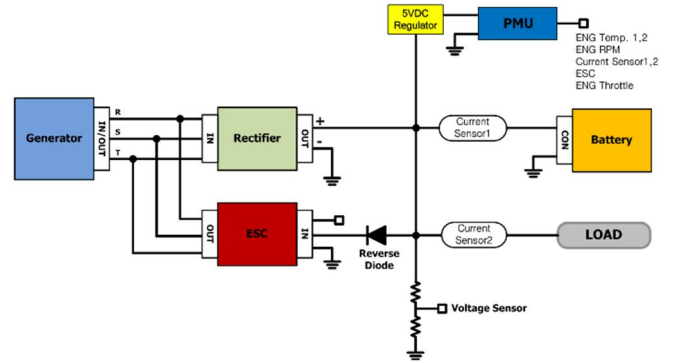 5VDC
Regulator
PMU
ENG Temp. 1,2
ENG RPM
Current Sensor1,2
ESC
ENG Throttle
Generator
IN/OUT
R
S
T
IN
Rectifier
OUT
+
-
Current
Sensor1
CON
Battery
OUT
ESC
IN
Reverse
Diode
Current
Sensor2
LOAD
Voltage Sensor